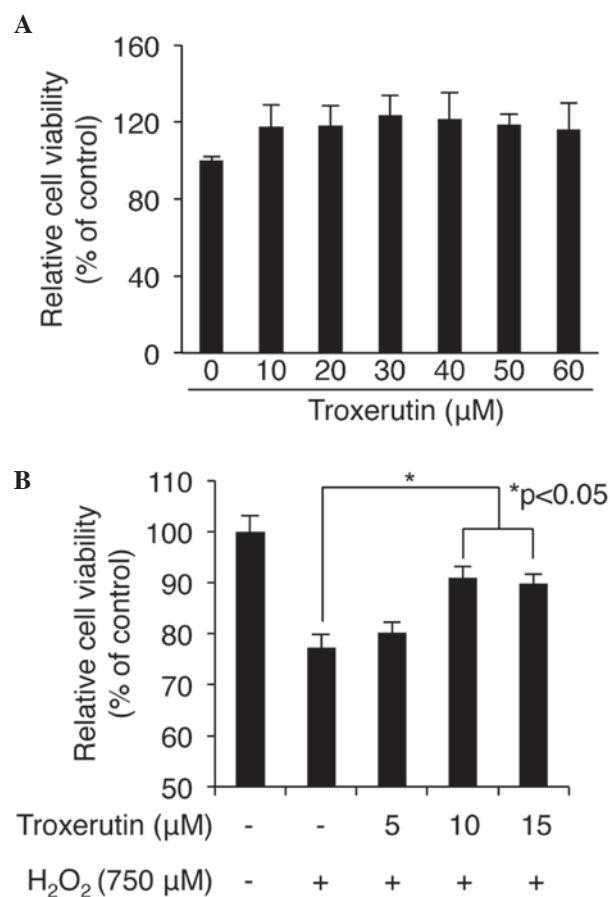 A
Relative cell viability
(% of control)
160
120
80
40
0
0 10 20 30 40 50 60
Troxerutin (µM)
B
Relative cell viability
(% of control)
110
100
90
80
70
60
50
*
*p<0.05
Troxerutin (µM) - - 5 10 15
H₂O₂ (750 µM) - + + + +